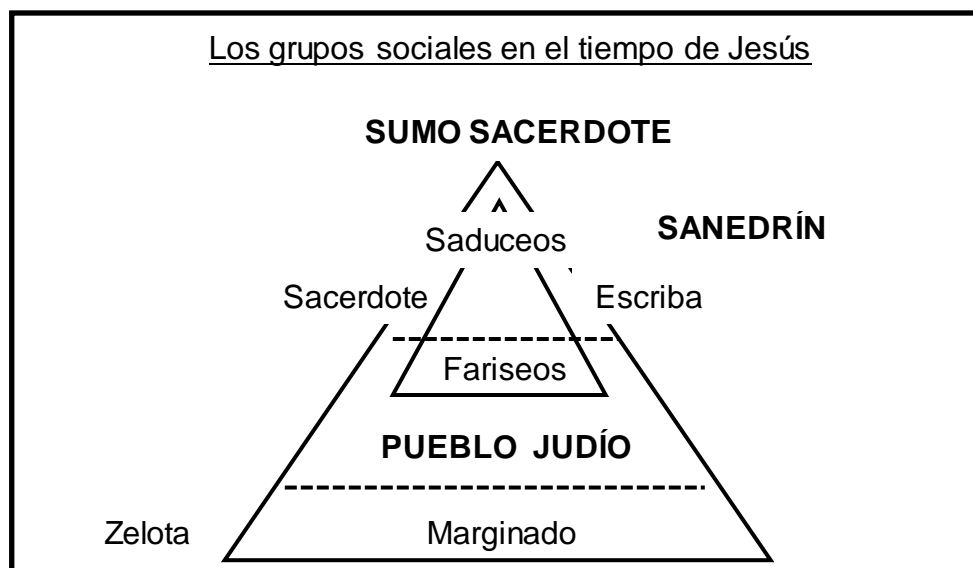 Los grupos sociales en el tiempo de Jesús
SUMO SACERDOTE
SANEDRÍN
Saduceos
Sacerdote
Escriba
Fariseos
PUEBLO JUDÍO
Zelota
Marginado